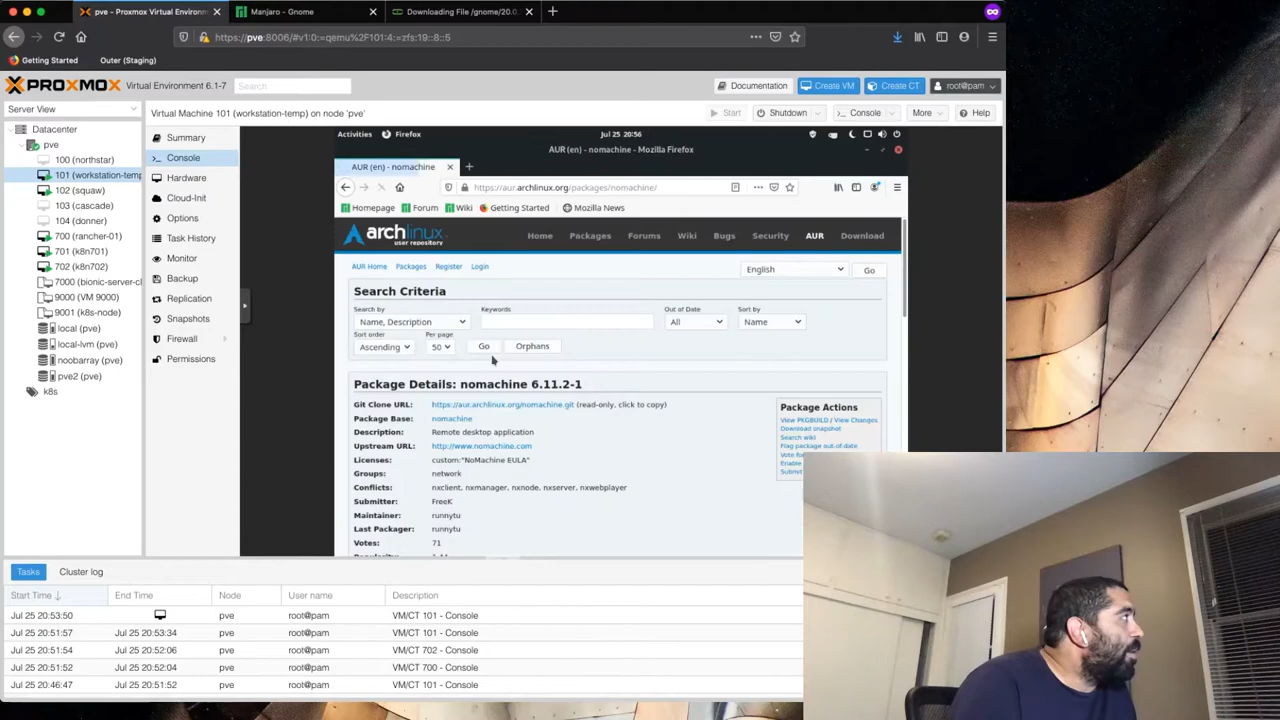 pve - Proxmox Virtual Environm
Manjaro - Gnome
Downloading File /gnome/20.0.
https://pve:8006/#v1:0:=qemu%2F101:4:=zfs:19::8::5
Getting Started
Outer (Staging)
PROXMOX
Virtual Environment 6.1-7
Search
Documentation
Create VM
Create CT
root@pam
Server View
Virtual Machine 101 (workstation-temp) on node 'pve'
Start
Shutdown
Console
More
Help
Datacenter
pve
100 (northstar)
101 (workstation-temp
102 (squaw)
103 (cascade)
104 (donner)
700 (rancher-01)
701 (k8n701)
702 (k8n702)
7000 (bionic-server-cl
9000 (VM 9000)
9001 (k8s-node)
local (pve)
local-lvm (pve)
noobarray (pve)
pve2 (pve)
k8s
Summary
Console
Hardware
Cloud-Init
Options
Task History
Monitor
Backup
Replication
Snapshots
Firewall
Permissions
Activities
Firefox
Jul 25 20:56
AUR (en) - nomachine - Mozilla Firefox
AUR (en) - nomachine
https://aur.archlinux.org/packages/nomachine/
Homepage
Forum
Wiki
Getting Started
Mozilla News
archlinux
user repository
Home
Packages
Forums
Wiki
Bugs
Security
AUR
Download
AUR Home
Packages
Register
Login
English
Go
Search Criteria
Search by
Keywords
Out of Date
Sort by
Name, Description
All
Name
Sort order
Per page
Ascending
50
Go
Orphans
Package Details: nomachine 6.11.2-1
Git Clone URL: https://aur.archlinux.org/nomachine.git (read-only, click to copy)
Package Base: nomachine
Description: Remote desktop application
Upstream URL: http://www.nomachine.com
Licenses: custom:"NoMachine EULA"
Groups: network
Conflicts: nxclient, nxmanager, nxnode, nxserver, nxwebplayer
Submitter: FreeK
Maintainer: runnytu
Last Packager: runnytu
Votes: 71
Package Actions
View PKGBUILD / View Changes
Download snapshot
Search wiki
Flag package out-of-date
Vote for
Enable
Submit
Tasks
Cluster log
Start Time
End Time
Node
User name
Description
Jul 25 20:53:50 pve root@pam VM/CT 101 - Console
Jul 25 20:51:57 Jul 25 20:53:34 pve root@pam VM/CT 101 - Console
Jul 25 20:51:54 Jul 25 20:52:06 pve root@pam VM/CT 702 - Console
Jul 25 20:51:52 Jul 25 20:52:04 pve root@pam VM/CT 700 - Console
Jul 25 20:46:47 Jul 25 20:51:52 pve root@pam VM/CT 101 - Console